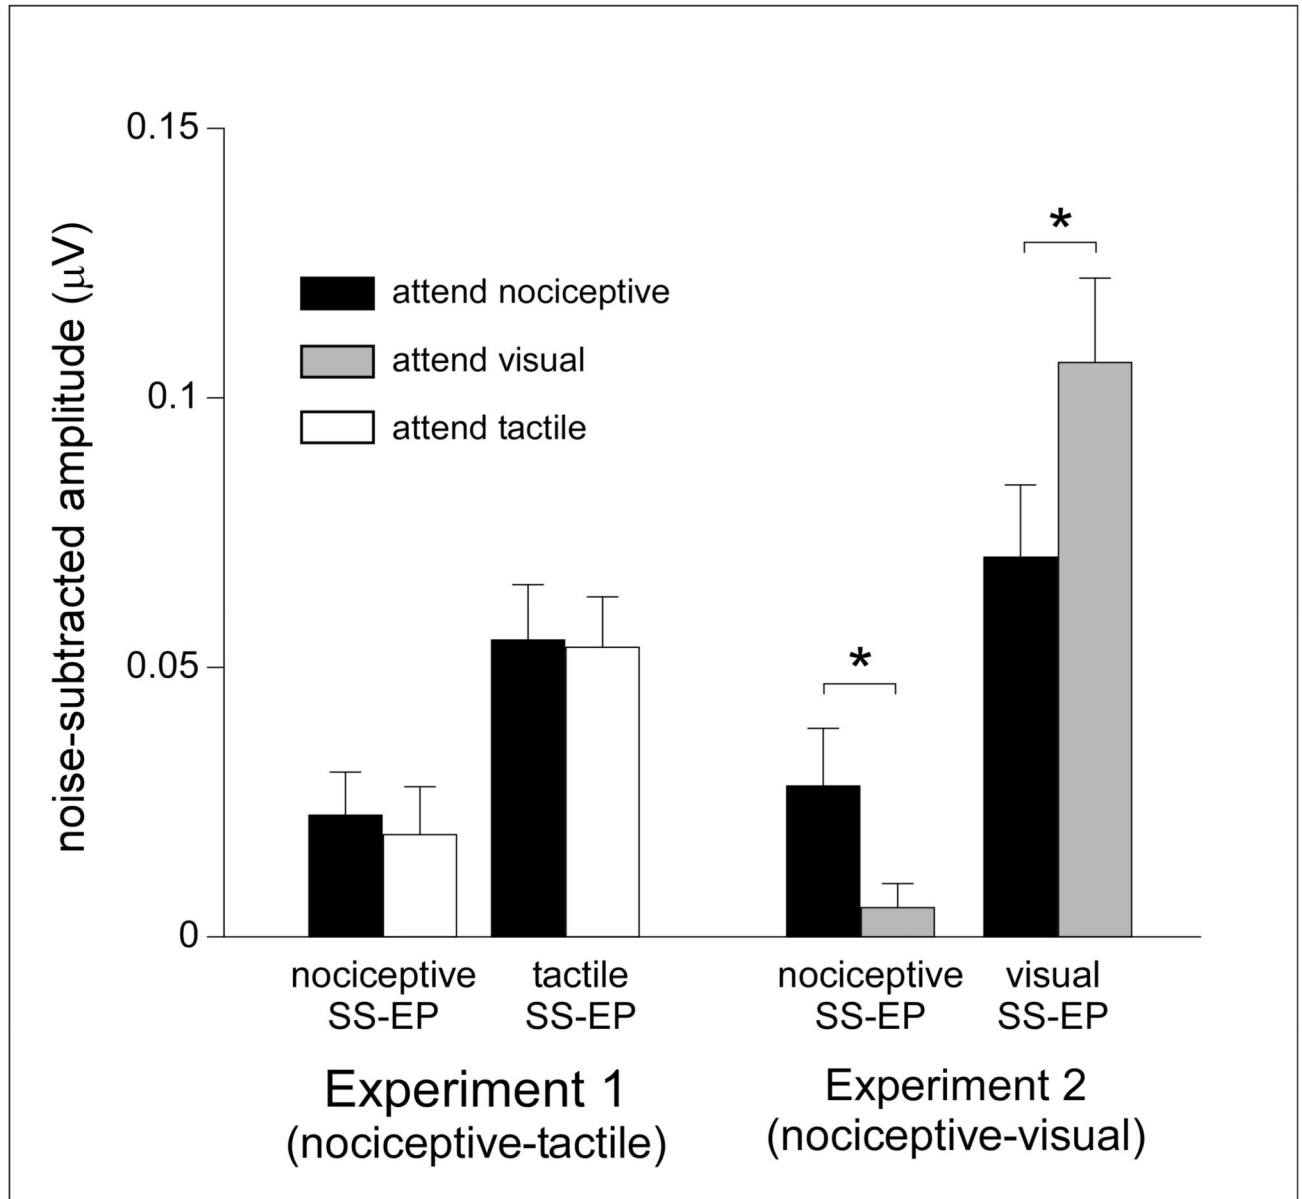 0.15
0.1
0.05
0
noise-subtracted amplitude (μV)
attend nociceptive
attend visual
attend tactile
*
*
nociceptive
SS-EP
tactile
SS-EP
nociceptive
SS-EP
visual
SS-EP
Experiment 1
(nociceptive-tactile)
Experiment 2
(nociceptive-visual)